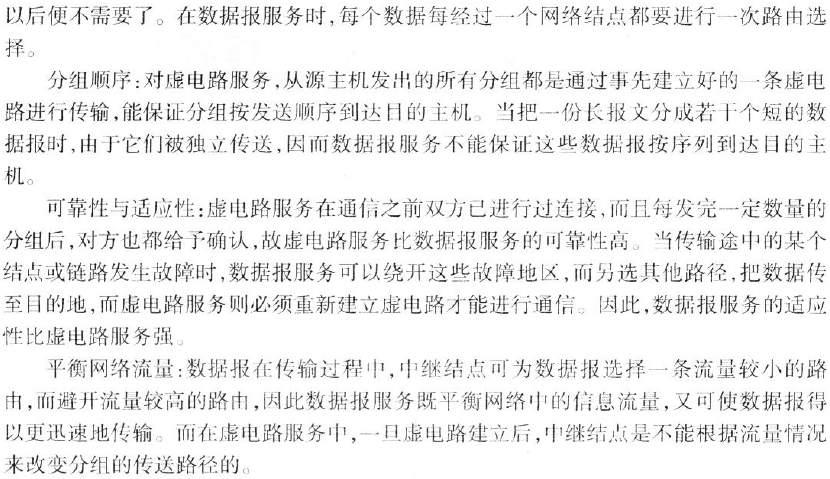 以后便不需要了。在数据报服务时,每个数据每经过一个网络结点都要进行一次路由选
择。
分组顺序:对虚电路服务,从源主机发出的所有分组都是通过事先建立好的一条虚电
路进行传输,能保证分组按发送顺序到达目的主机。当把一份长报文分成若干个短的数
据报时,由于它们被独立传送,因而数据报服务不能保证这些数据报按序列到达目的主
机。
可靠性与适应性:虚电路服务在通信之前双方已进行过连接,而且每发完一定数量的
分组后,对方也都给予确认,故虚电路服务比数据报服务的可靠性高。当传输途中的某个
结点或链路发生故障时,数据报服务可以绕开这些故障地区,而另选其他路径,把数据传
至目的地,而虚电路服务则必须重新建立虚电路才能进行通信。因此,数据报服务的适应
性比虚电路服务强。
平衡网络流量:数据报在传输过程中,中继结点可为数据报选择一条流量较小的路
由,而避开流量较高的路由,因此数据报服务既平衡网络中的信息流量,又可使数据报得
以更迅速地传输。而在虚电路服务中,一旦虚电路建立后,中继结点是不能根据流量情况
来改变分组的传送路径的。